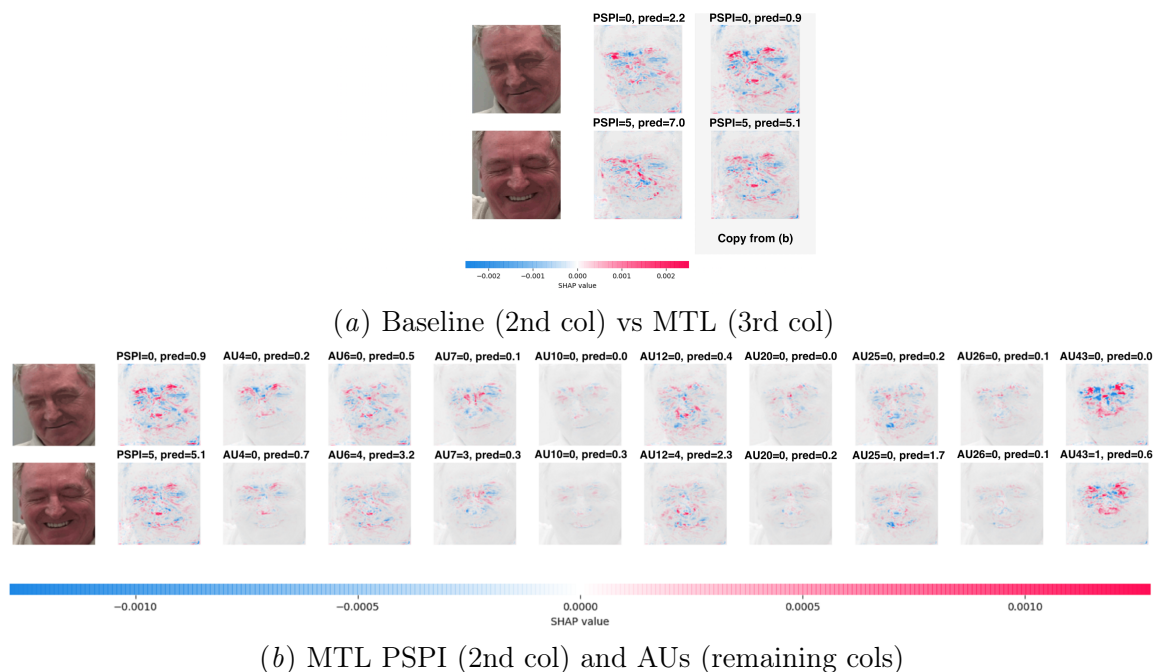 PSPI=0, pred=2.2 PSPI=0, pred=0.9
PSPI=5, pred=7.0 PSPI=5, pred=5.1
Copy from (b)
−0.002 −0.001 0.000 0.001 0.002
SHAP value
(a) Baseline (2nd col) vs MTL (3rd col)
PSPI=0, pred=0.9 AU4=0, pred=0.2 AU6=0, pred=0.5 AU7=0, pred=0.1 AU10=0, pred=0.0 AU12=0, pred=0.4 AU20=0, pred=0.0 AU25=0, pred=0.2 AU26=0, pred=0.1 AU43=0, pred=0.0
PSPI=5, pred=5.1 AU4=0, pred=0.7 AU6=4, pred=3.2 AU7=3, pred=0.3 AU10=0, pred=0.3 AU12=4, pred=2.3 AU20=0, pred=0.2 AU25=0, pred=1.7 AU26=0, pred=0.1 AU43=1, pred=0.6
−0.0010 −0.0005 0.0000 0.0005 0.0010
SHAP value
(b) MTL PSPI (2nd col) and AUs (remaining cols)